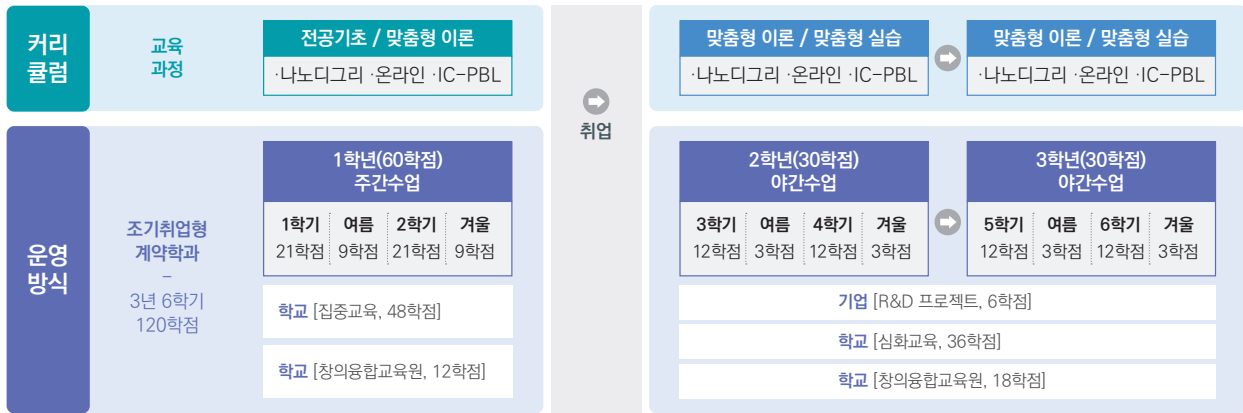 커리
큘럼
교육
과정
전공기초 / 맞춤형 이론
·나노디그리 ·온라인 ·IC-PBL
취업
맞춤형 이론 / 맞춤형 실습
·나노디그리 ·온라인 ·IC-PBL
맞춤형 이론 / 맞춤형 실습
·나노디그리 ·온라인 ·IC-PBL
운영
방식
조기취업형
계약학과
–
3년 6학기
120학점
1학년(60학점)
주간수업
1학기 여름 2학기 겨울
21학점 9학점 21학점 9학점
학교 [집중교육, 48학점]
학교 [창의융합교육원, 12학점]
2학년(30학점)
야간수업
3학기 여름 4학기 겨울
12학점 3학점 12학점 3학점
3학년(30학점)
야간수업
5학기 여름 6학기 겨울
12학점 3학점 12학점 3학점
기업 [R&D 프로젝트, 6학점]
학교 [심화교육, 36학점]
학교 [창의융합교육원, 18학점]